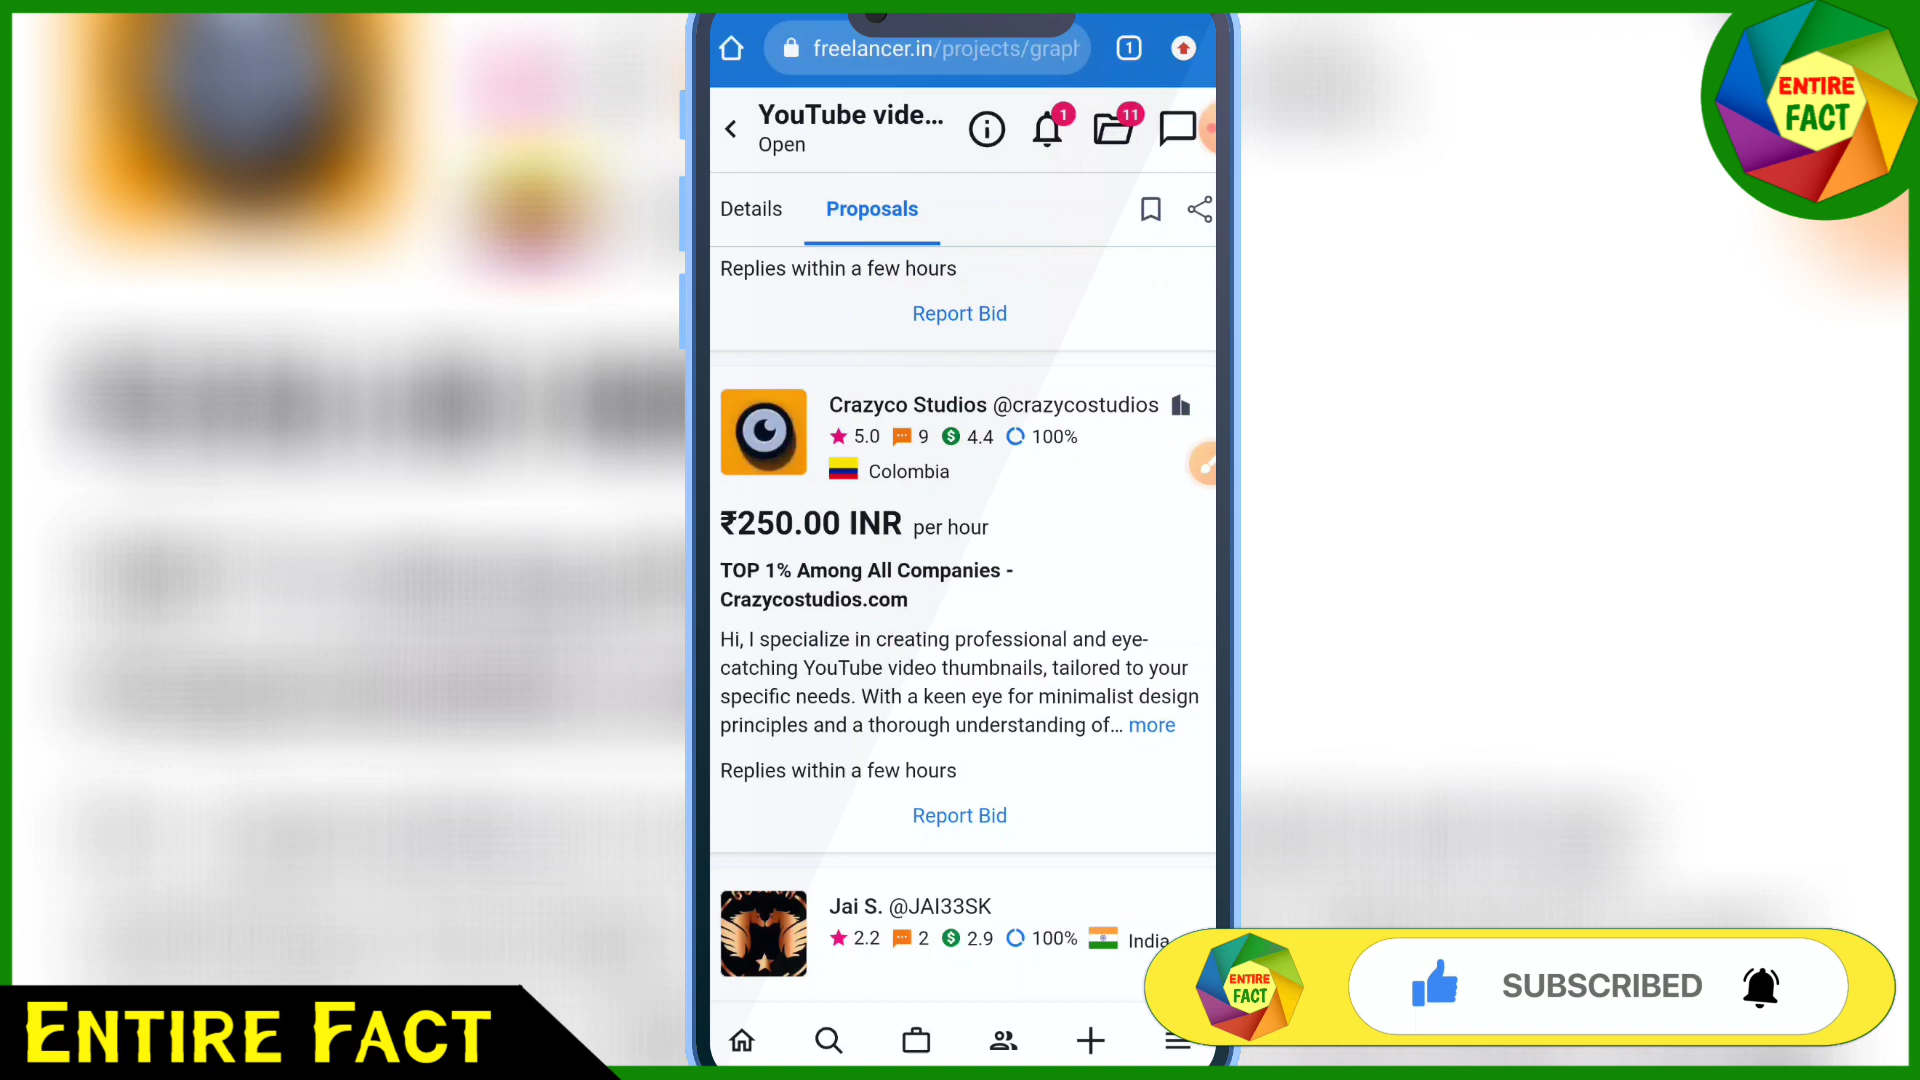 freelancer.in/projects/graph
1
YouTube vide...
Open
1
11
Details
Proposals
Replies within a few hours
Report Bid
Crazyco Studios @crazycostudios
5.0 9 4.4 100%
Colombia
₹250.00 INR per hour
TOP 1% Among All Companies -
Crazycostudios.com
Hi, I specialize in creating professional and eye-
catching YouTube video thumbnails, tailored to your
specific needs. With a keen eye for minimalist design
principles and a thorough understanding of... more
Replies within a few hours
Report Bid
Jai S. @JAI33SK
2.2 2 2.9 100% India
ENTIRE
FACT
ENTIRE
FACT
SUBSCRIBED
ENTIRE FACT